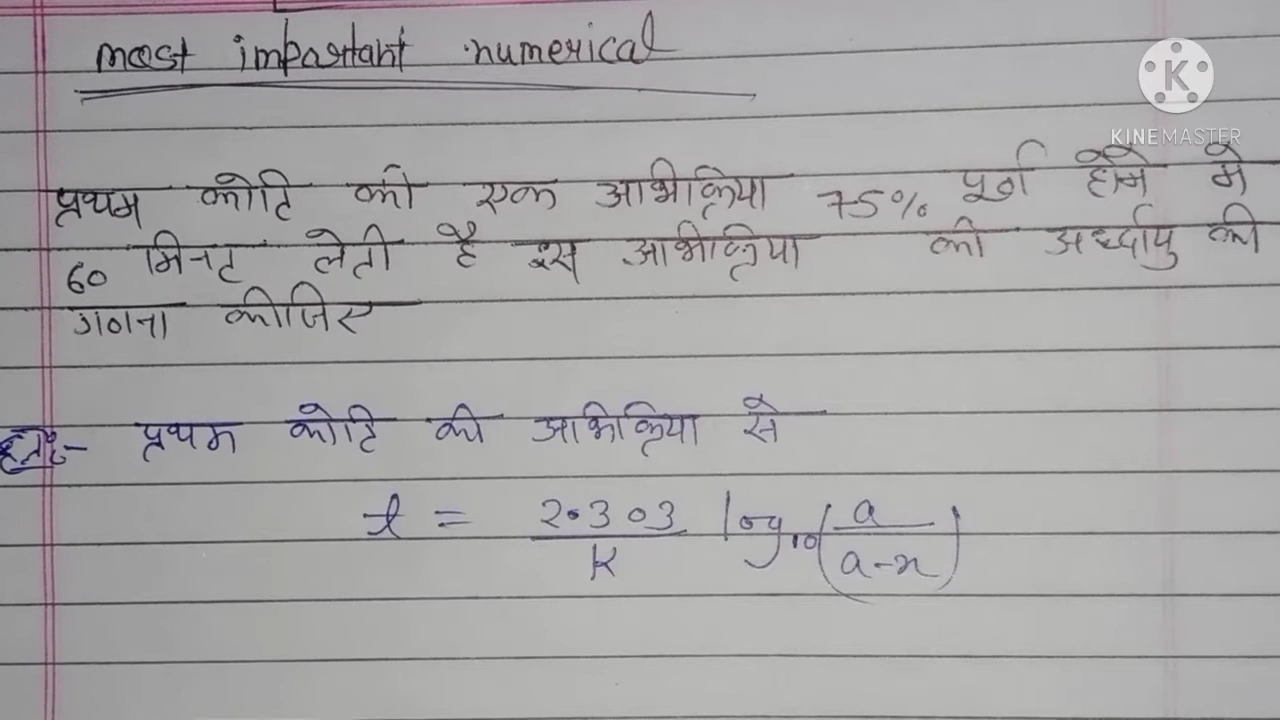 most important numerical
K
KINEMASTER
प्रथम कोटि की एक अभिक्रिया 75% पूर्ण होने मे
60 मिनट लेती है इस अभिक्रिया की अर्ध्दायु की
गणना कीजिए
हलः- प्रथम कोटि की अभिक्रिया से
t = 2.303/K log₁₀(a/a-x)